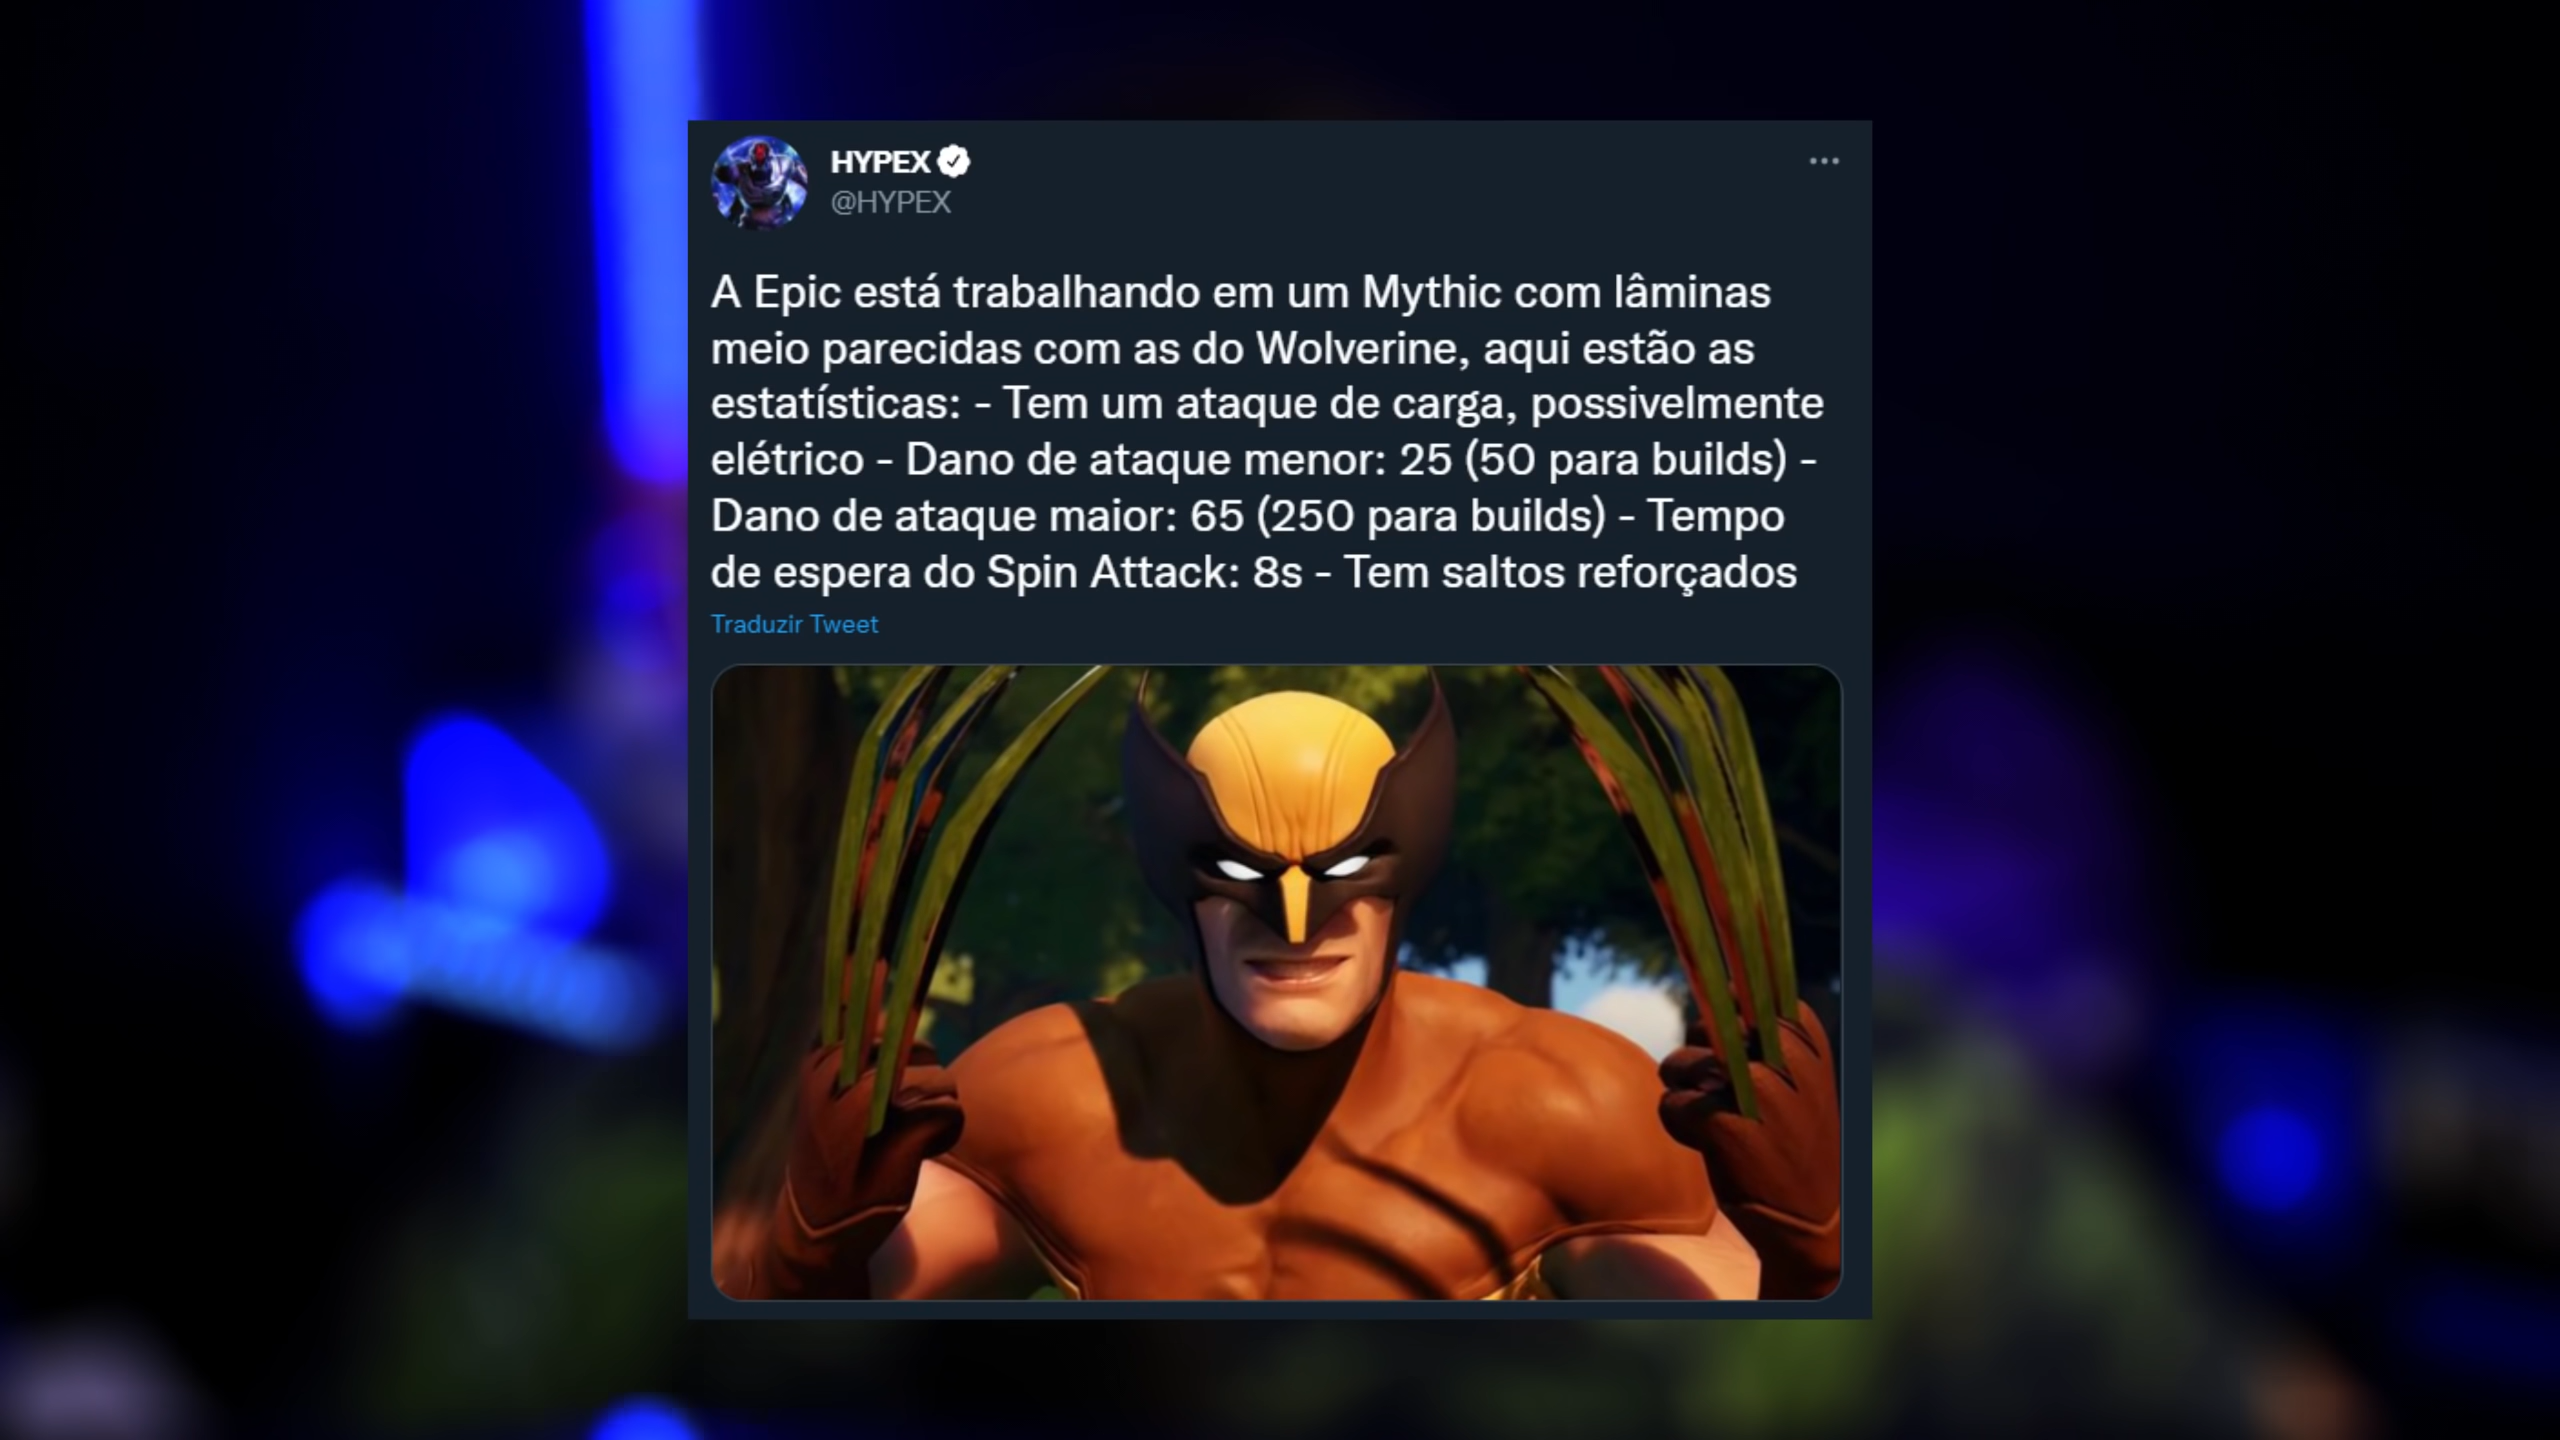 HYPEX
@HYPEX
A Epic está trabalhando em um Mythic com lâminas
meio parecidas com as do Wolverine, aqui estão as
estatísticas: - Tem um ataque de carga, possivelmente
elétrico - Dano de ataque menor: 25 (50 para builds) -
Dano de ataque maior: 65 (250 para builds) - Tempo
de espera do Spin Attack: 8s - Tem saltos reforçados
Traduzir Tweet